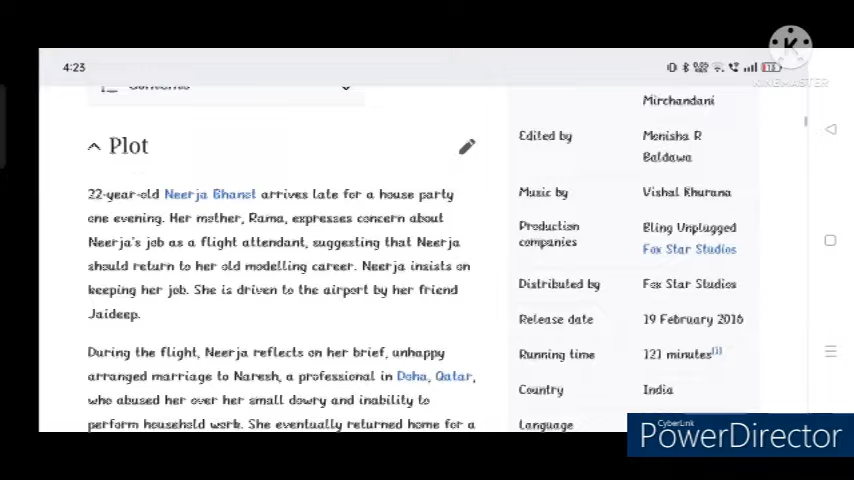 4:23
KINEMASTER
Contents
Plot
22-year-old Neerja Bhanot arrives late for a house party
one evening. Her mother, Rama, expresses concern about
Neerja's job as a flight attendant, suggesting that Neerja
should return to her old modelling career. Neerja insists on
keeping her job. She is driven to the airport by her friend
Jaideep.
During the flight, Neerja reflects on her brief, unhappy
arranged marriage to Naresh, a professional in Doha, Qatar,
who abused her over her small dowry and inability to
perform household work. She eventually returned home for a
Mirchandani
Edited by
Monisha R
Baldawa
Music by
Vishal Khurana
Production
companies
Bling Unplugged
Fox Star Studios
Distributed by
Fox Star Studios
Release date
19 February 2016
Running time
121 minutes[1]
Country
India
Language
CyberLink
PowerDirector